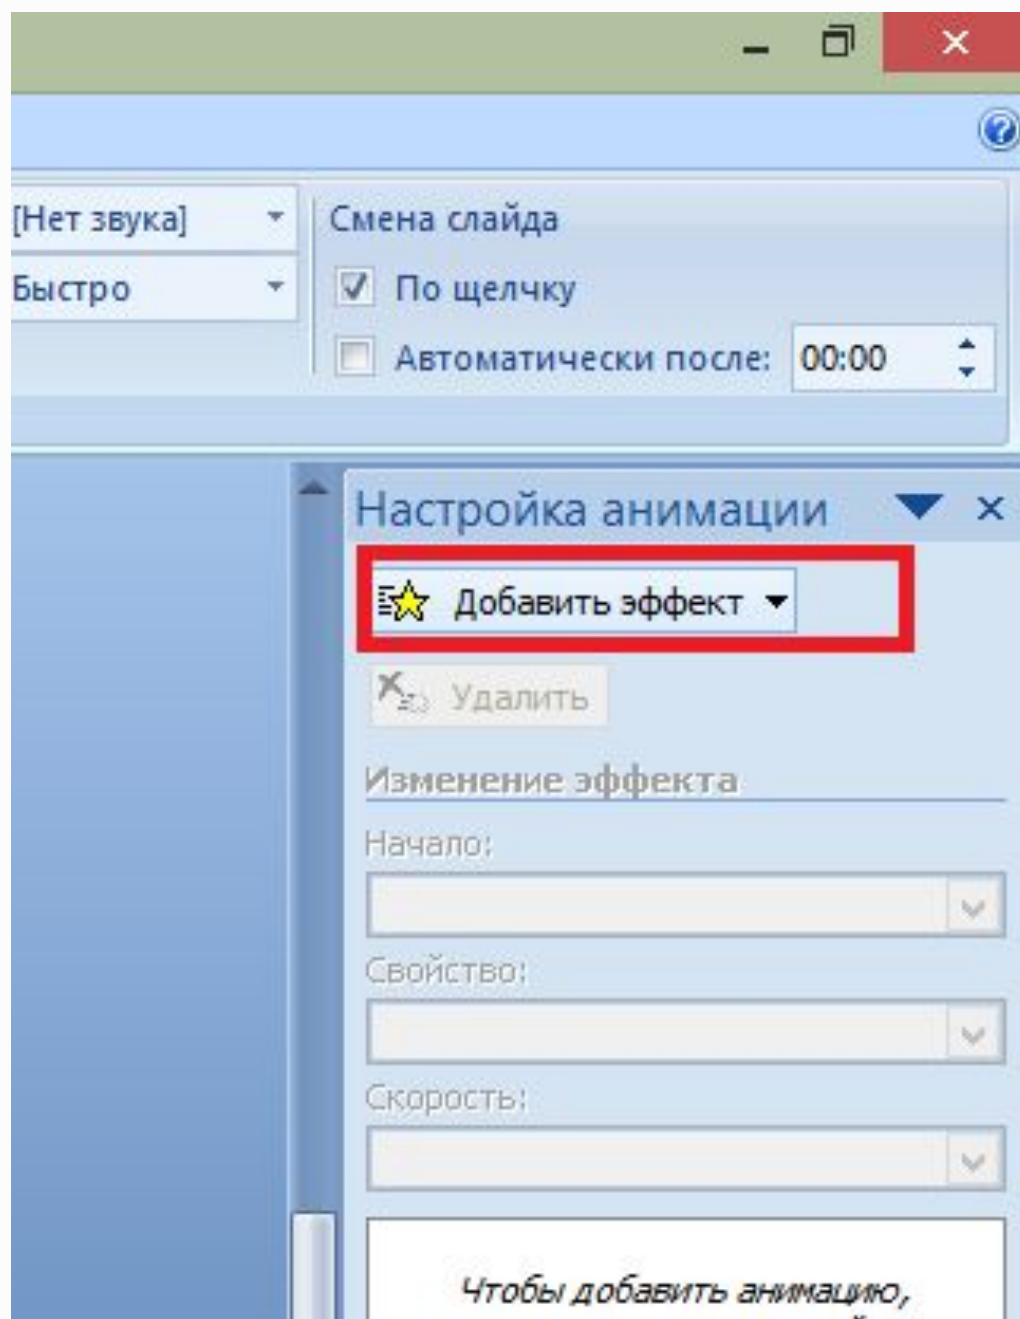 [Нет звука]
Смена слайда
Быстро
По щелчку
Автоматически после: 00:00
Настройка анимации
Добавить эффект
Удалить
Изменение эффекта
Начало:
Свойство:
Скорость:
Чтобы добавить анимацию,